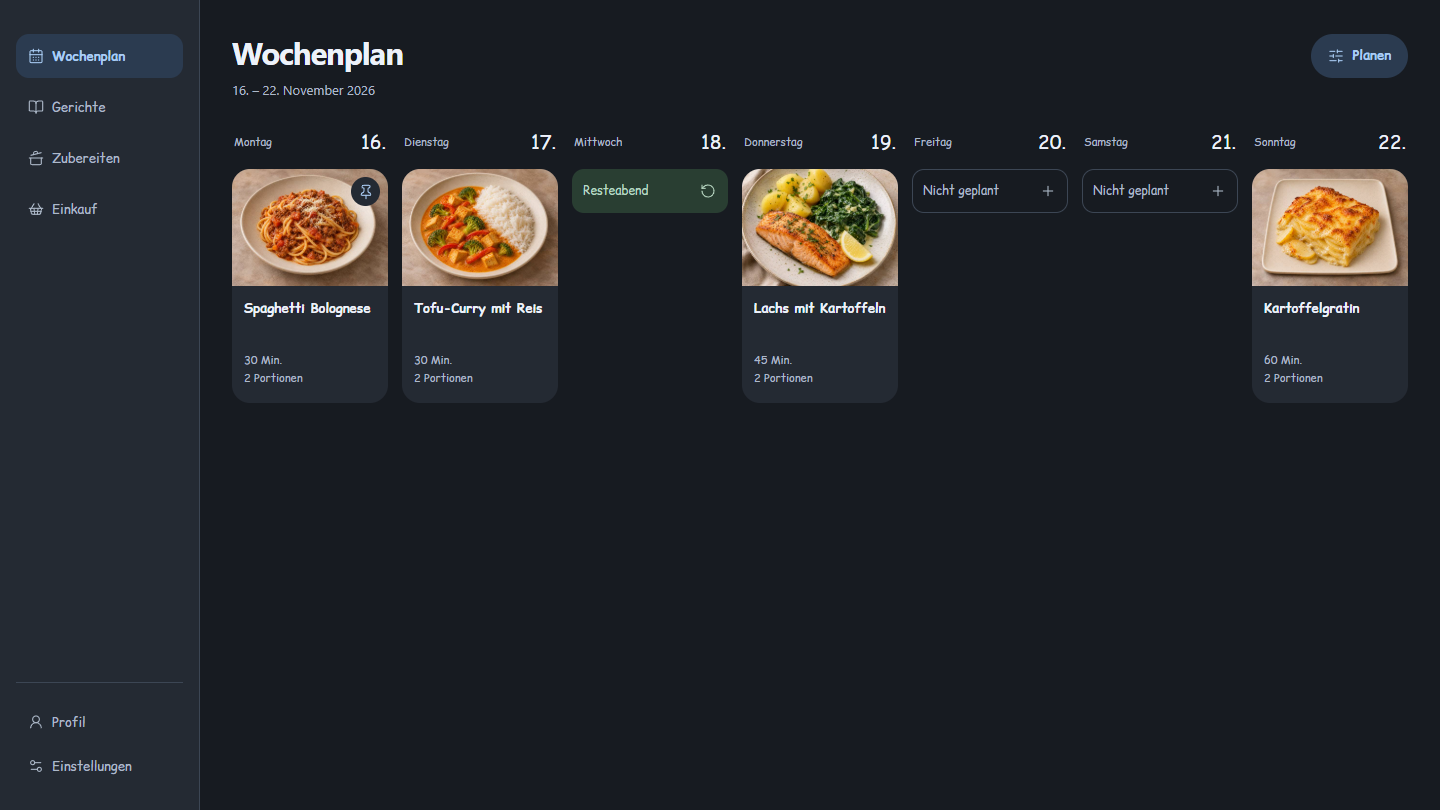 Wochenplan
Gerichte
Zubereiten
Einkauf
Profil
Einstellungen
Wochenplan
16. – 22. November 2026
Planen
Montag 16.
Dienstag 17.
Mittwoch 18.
Donnerstag 19.
Freitag 20.
Samstag 21.
Sonntag 22.
Spaghetti Bolognese
30 Min.
2 Portionen
Tofu-Curry mit Reis
30 Min.
2 Portionen
Resteabend
Lachs mit Kartoffeln
45 Min.
2 Portionen
Nicht geplant
Nicht geplant
Kartoffelgratin
60 Min.
2 Portionen